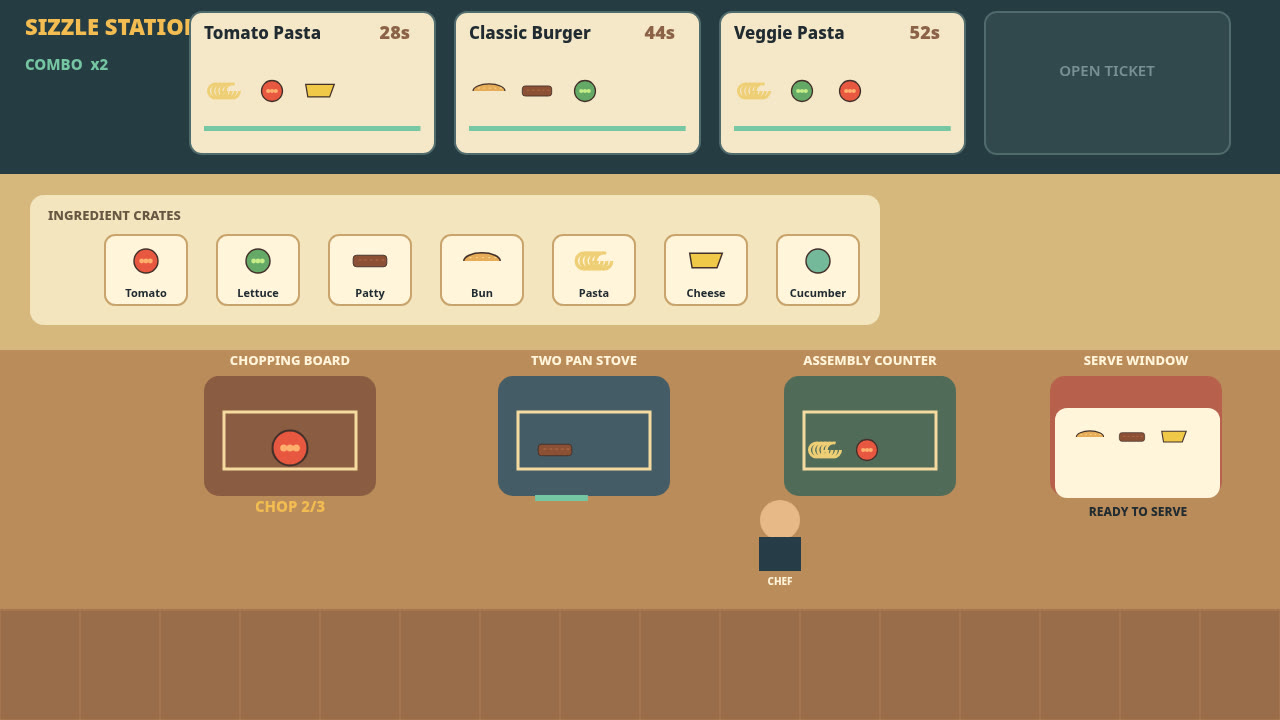 SIZZLE STATION
COMBO x2
Tomato Pasta 28s
Classic Burger 44s
Veggie Pasta 52s
OPEN TICKET
INGREDIENT CRATES
Tomato
Lettuce
Patty
Bun
Pasta
Cheese
Cucumber
CHOPPING BOARD
TWO PAN STOVE
ASSEMBLY COUNTER
SERVE WINDOW
CHOP 2/3
READY TO SERVE
CHEF